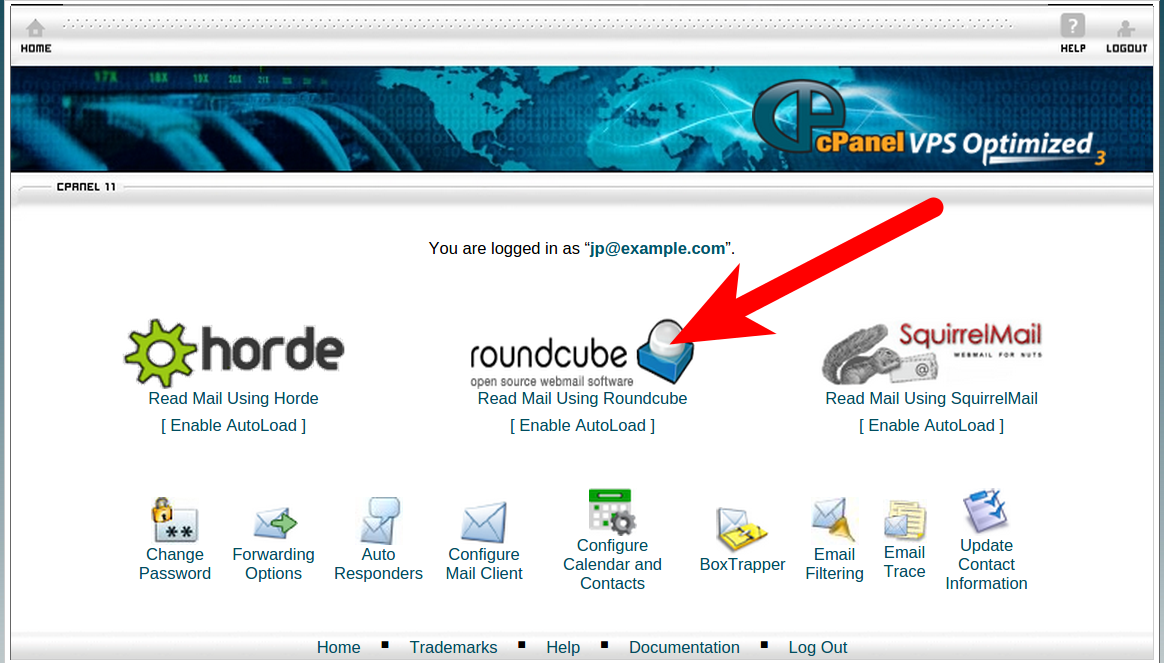 HOME
HELP
LOGOUT
17X 18X 19X 20X 21X
cPanel VPS Optimized 3
CPANEL 11
You are logged in as “jp@example.com”.
horde
roundcube
open source webmail software
SquirrelMail
WEBMAIL FOR NUTS
@
Read Mail Using Horde
Read Mail Using Roundcube
Read Mail Using SquirrelMail
[ Enable AutoLoad ]
[ Enable AutoLoad ]
[ Enable AutoLoad ]
Change
Password
Forwarding
Options
Auto
Responders
Configure
Mail Client
Configure
Calendar and
Contacts
BoxTrapper
Email
Filtering
Email
Trace
Update
Contact
Information
Home ▪ Trademarks ▪ Help ▪ Documentation ▪ Log Out